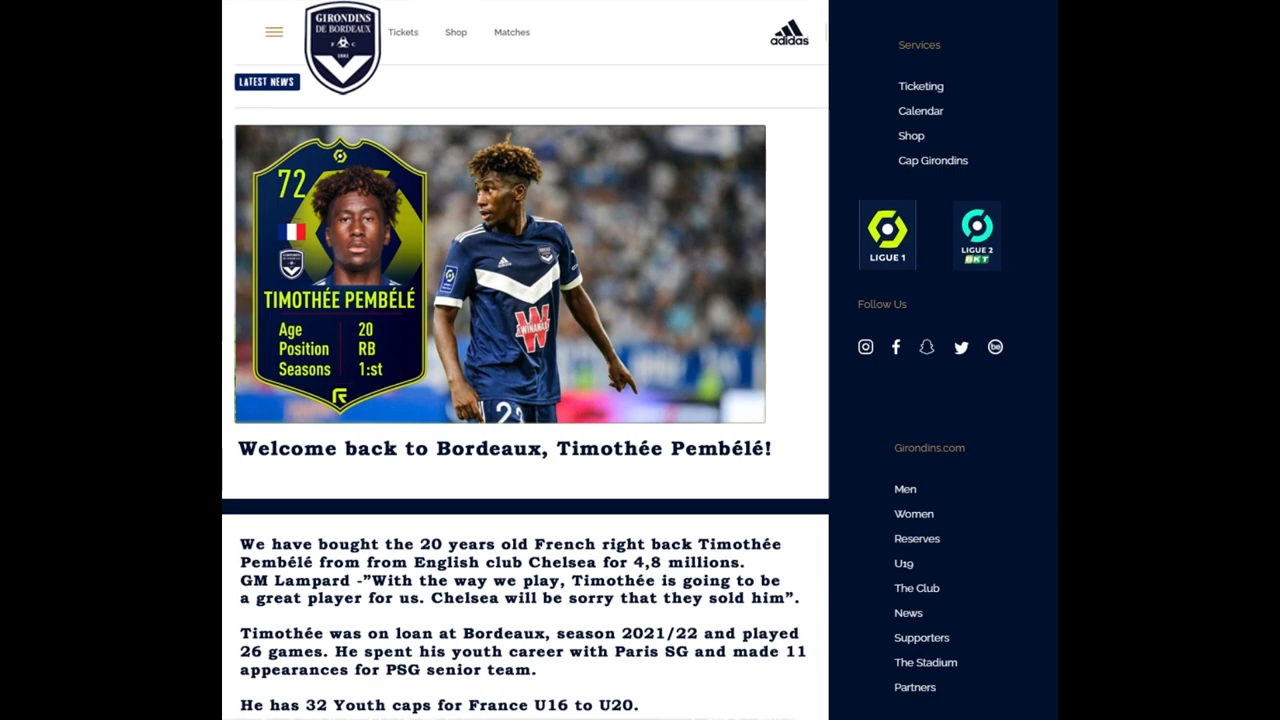 GIRONDINS
DE BORDEAUX
F C
1881
Tickets
Shop
Matches
adidas
LATEST NEWS
72
TIMOTHÉE PEMBÉLÉ
Age 20
Position RB
Seasons 1:st
WINAMAX
Welcome back to Bordeaux, Timothée Pembélé!
We have bought the 20 years old French right back Timothée
Pembélé from from English club Chelsea for 4,8 millions.
GM Lampard -”With the way we play, Timothée is going to be
a great player for us. Chelsea will be sorry that they sold him”.
Timothée was on loan at Bordeaux, season 2021/22 and played
26 games. He spent his youth career with Paris SG and made 11
appearances for PSG senior team.
He has 32 Youth caps for France U16 to U20.
Services
Ticketing
Calendar
Shop
Cap Girondins
LIGUE 1
LIGUE 2
BKT
Follow Us
Girondins.com
Men
Women
Reserves
U19
The Club
News
Supporters
The Stadium
Partners